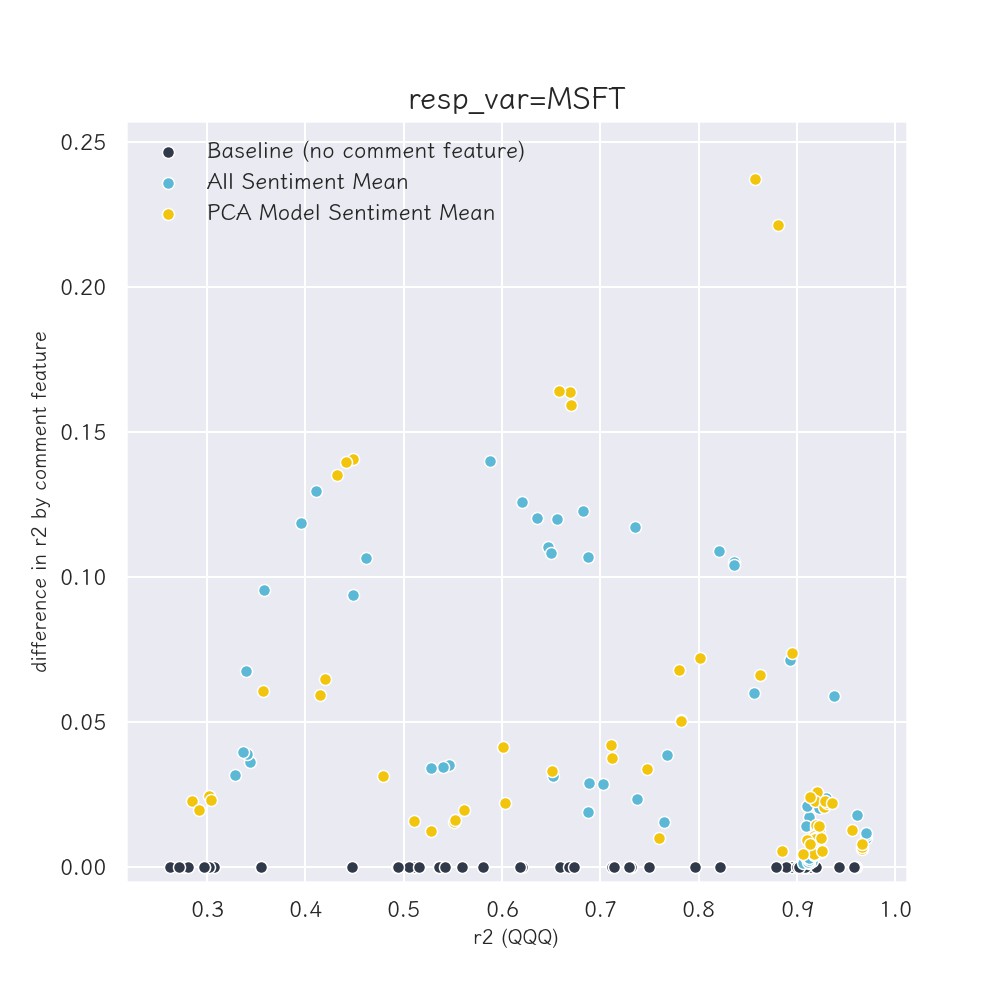 resp_var=MSFT
Baseline (no comment feature)
All Sentiment Mean
PCA Model Sentiment Mean
difference in r2 by comment feature
0.25
0.20
0.15
0.10
0.05
0.00
0.3 0.4 0.5 0.6 0.7 0.8 0.9 1.0
r2 (QQQ)